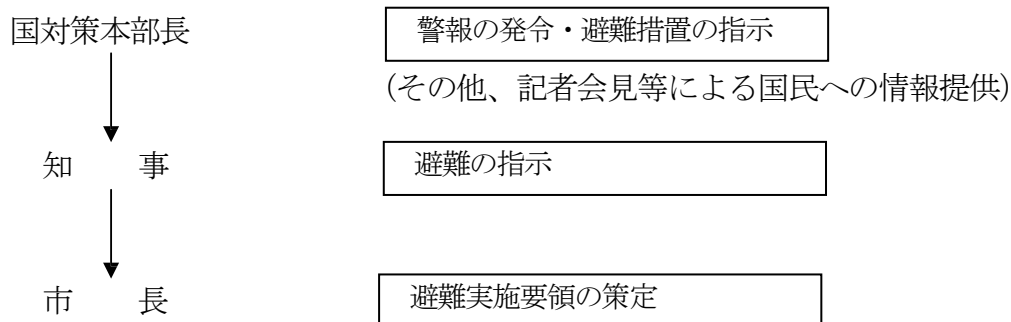 国対策本部長 警報の発令・避難措置の指示
(その他、記者会見等による国民への情報提供)
知 事 避難の指示
市 長 避難実施要領の策定